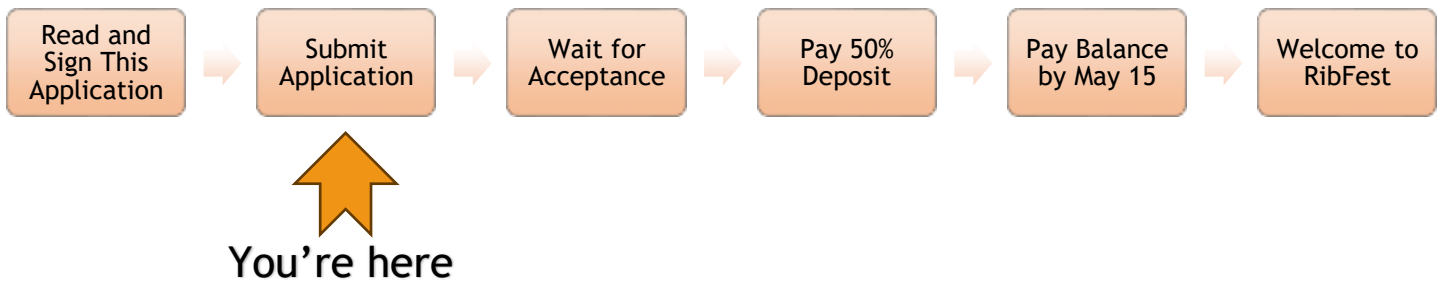 Read and
Sign This
Application
Submit
Application
Wait for
Acceptance
Pay 50%
Deposit
Pay Balance
by May 15
Welcome to
RibFest
You're here